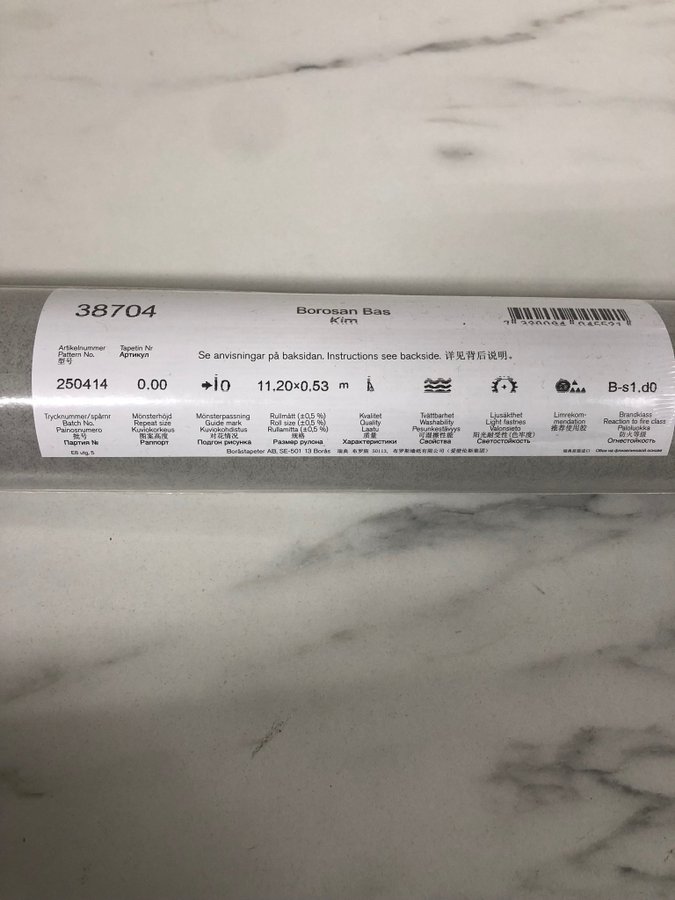 38704
Borosan Bas
Kim
Artikelnummer
Pattern No.
型号
Tapetin Nr
Артикул
Se anvisningar på baksidan. Instructions see backside. 详见背后说明。
250414
0.00
11.20×0,53 m
B-s1.d0
Trycknummer/spårnr
Batch No.
Painosnumero
批号
Партия №
Mönsterhöjd
Repeat size
Kuviokorkeus
图案高度
Раппорт
Mönsterpassning
Guide mark
Kuviokohdistus
对花情况
Подгон рисунка
Rullmått (±0,5 %)
Roll size (±0,5 %)
Rullamitta (±0,5 %)
规格
Размер рулона
Kvalitet
Quality
Laatu
质量
Характеристики
Tvättbarhet
Washability
Pesunkestävyys
可湿擦性能
Свойства
Ljusäkthet
Light fastnes
Valonsieto
阳光耐受性(色牢度)
Светостойкость
Limrekom-
mendation
推荐使用胶
Brandklass
Reaction to fire class
Paloluokka
防火等级
Огнестойкость
EB utg. 5
Boråstapeter AB, SE-501 13 Borås